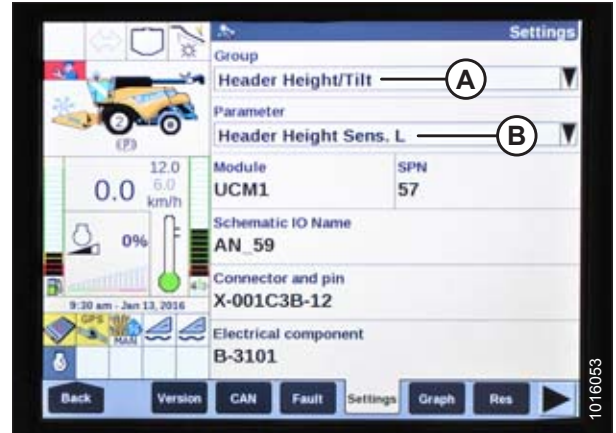 Settings
Group
Header Height/Tilt
A
Parameter
Header Height Sens. L
B
Module
UCM1
SPN
57
Schematic IO Name
AN_59
Connector and pin
X-001C3B-12
Electrical component
B-3101
2
(P)
12.0
0.0
6.0
km/h
0%
9:30 am - Jan 13, 2016
GPS
MAN
Back
Version
CAN
Fault
Settings
Graph
Res
1016053